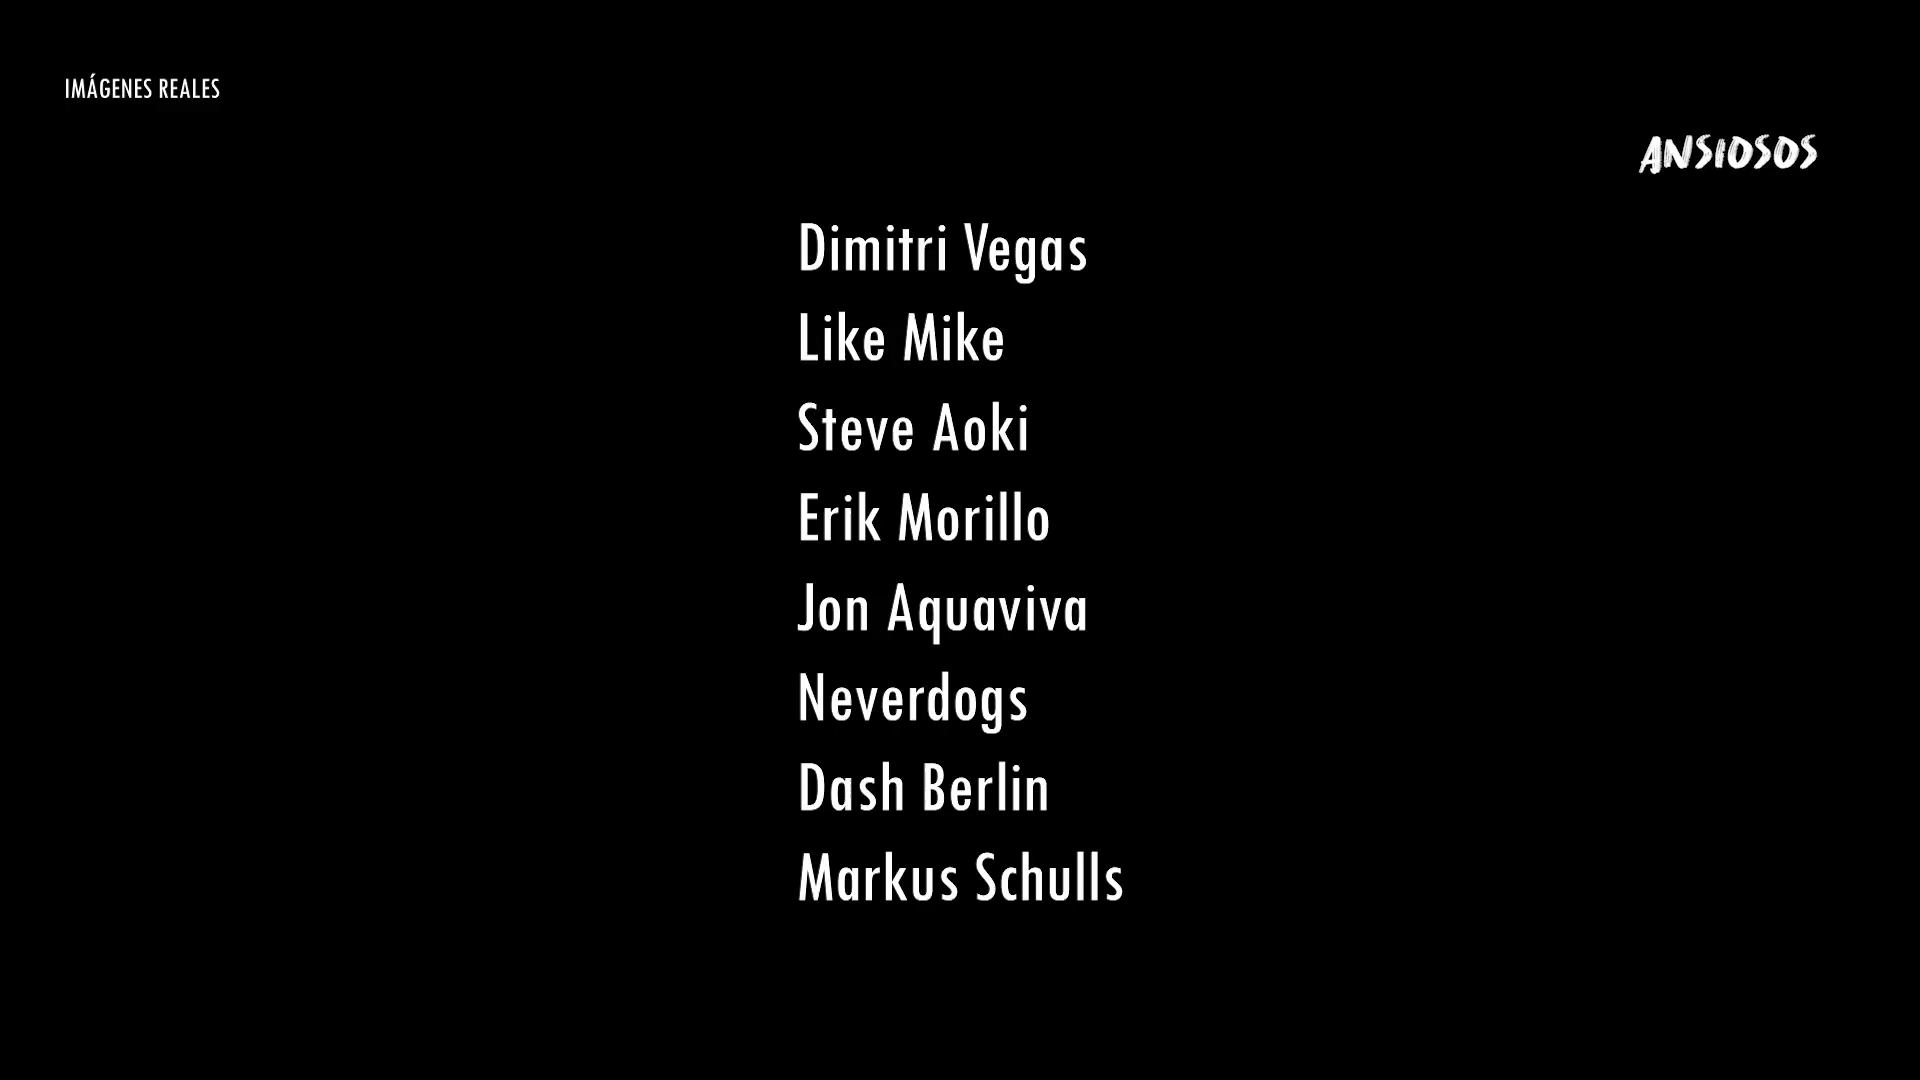 IMÁGENES REALES
ANSIOSOS
Dimitri Vegas
Like Mike
Steve Aoki
Erik Morillo
Jon Aquaviva
Neverdogs
Dash Berlin
Markus Schulls